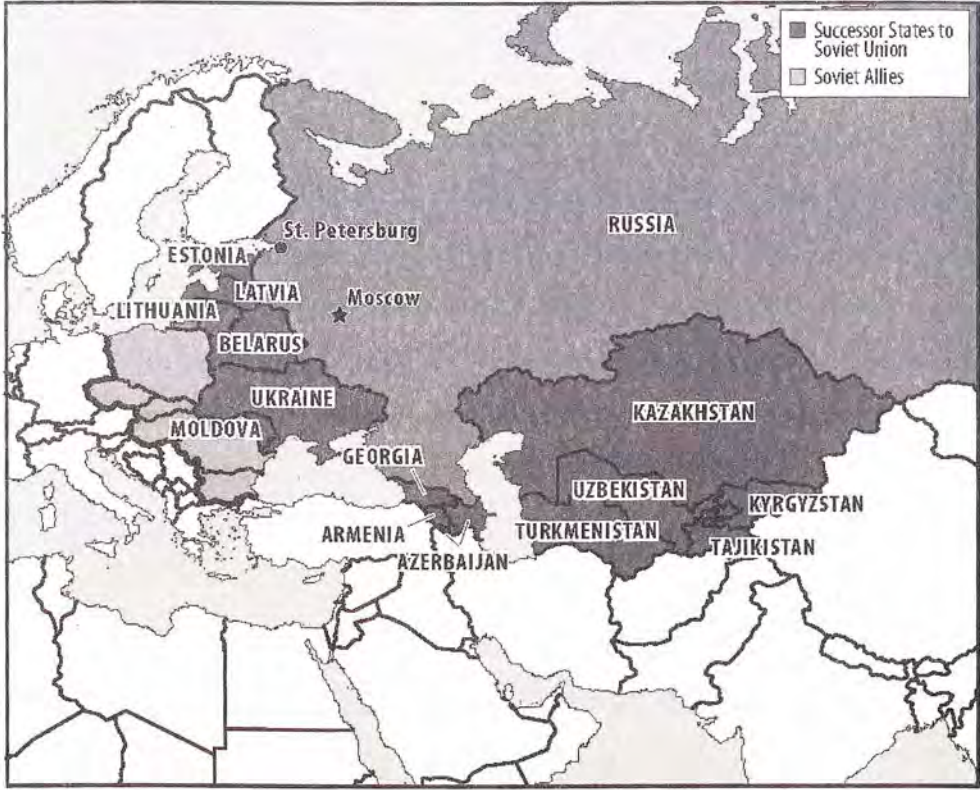 Successor States to
Soviet Union
Soviet Allies
RUSSIA
St. Petersburg
ESTONIA
LATVIA
Moscow
LITHUANIA
BELARUS
UKRAINE
KAZAKHSTAN
MOLDOVA
GEORGIA
UZBEKISTAN
KYRGYZSTAN
ARMENIA
TURKMENISTAN
TAJIKISTAN
AZERBAIJAN